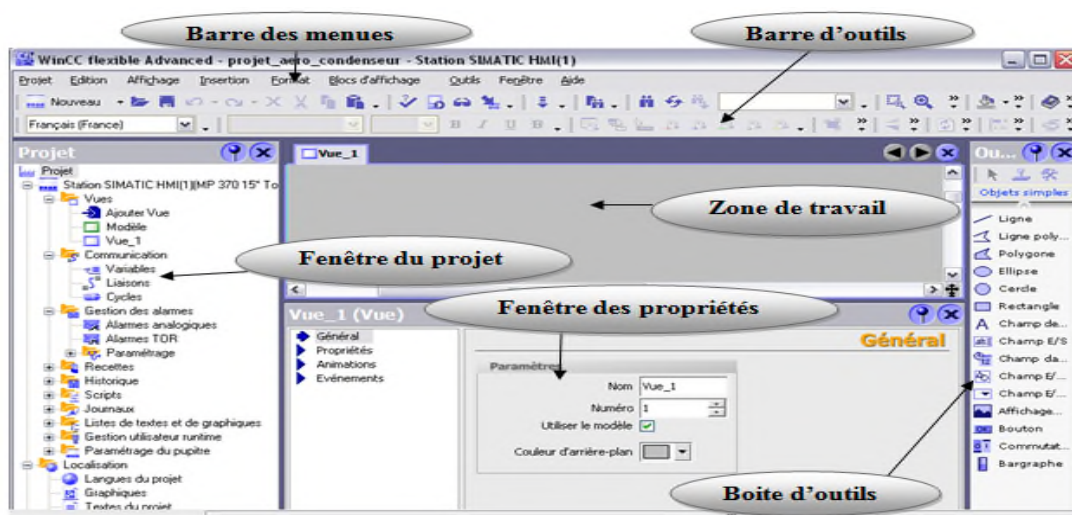 Barre des menues
Barre d'outils
WinCC flexible Advanced - projet_aero_condenseur - Station SIMATIC HMI(1)
Projet Edition Affichage Insertion Format Blocs d'affichage Outils Fenêtre Aide
Nouveau
Français (France)
B I U B
Projet
Projet
Station SIMATIC HMI(1)(MP 370 15" To
Vues
Ajouter Vue
Modèle
Vue_1
Communication
Variables
Liaisons
Cycles
Gestion des alarmes
Alarmes analogiques
Alarmes TOR
Paramétrage
Recettes
Historique
Scripts
Journaux
Listes de textes et de graphiques
Gestion utilisateur runtime
Paramétrage du pupitre
Localisation
Langues du projet
Graphiques
Textes du projet
Fenêtre du projet
Vue_1
Zone de travail
Fenêtre des propriétés
Vue_1 (Vue)
Général
Propriétés
Animations
Evénements
Général
Paramètres
Nom Vue_1
Numéro 1
Utiliser le modèle
Couleur d'arrière-plan
Boite d'outils
Ou...
Objets simples
Ligne
Ligne poly...
Polygone
Ellipse
Cercle
Rectangle
A Champ de...
Champ E/S
Champ da...
Champ E/...
Champ E/...
Affichage...
OK Bouton
Commutat...
Bargraphe